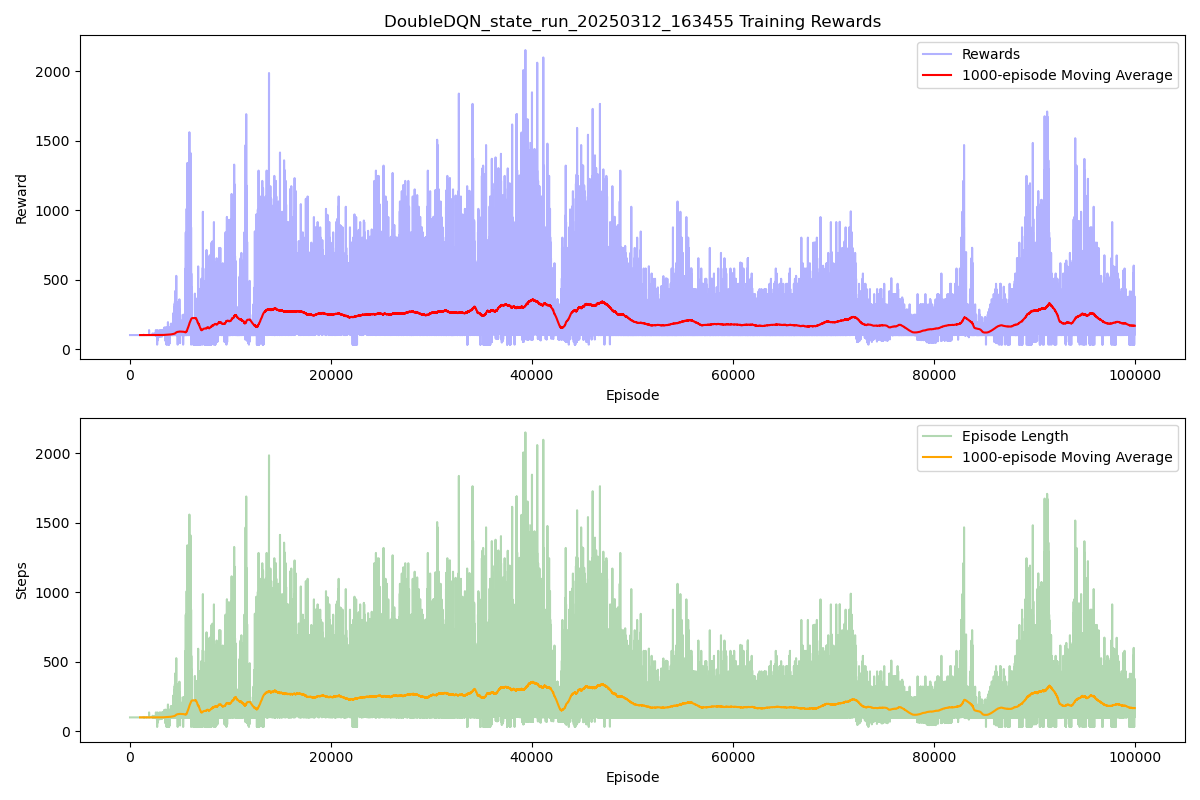 DoubleDQN_state_run_20250312_163455 Training Rewards
Rewards
1000-episode Moving Average
2000
1500
1000
500
0
Reward
0 20000 40000 60000 80000 100000
Episode
Episode Length
1000-episode Moving Average
2000
1500
1000
500
0
Steps
0 20000 40000 60000 80000 100000
Episode